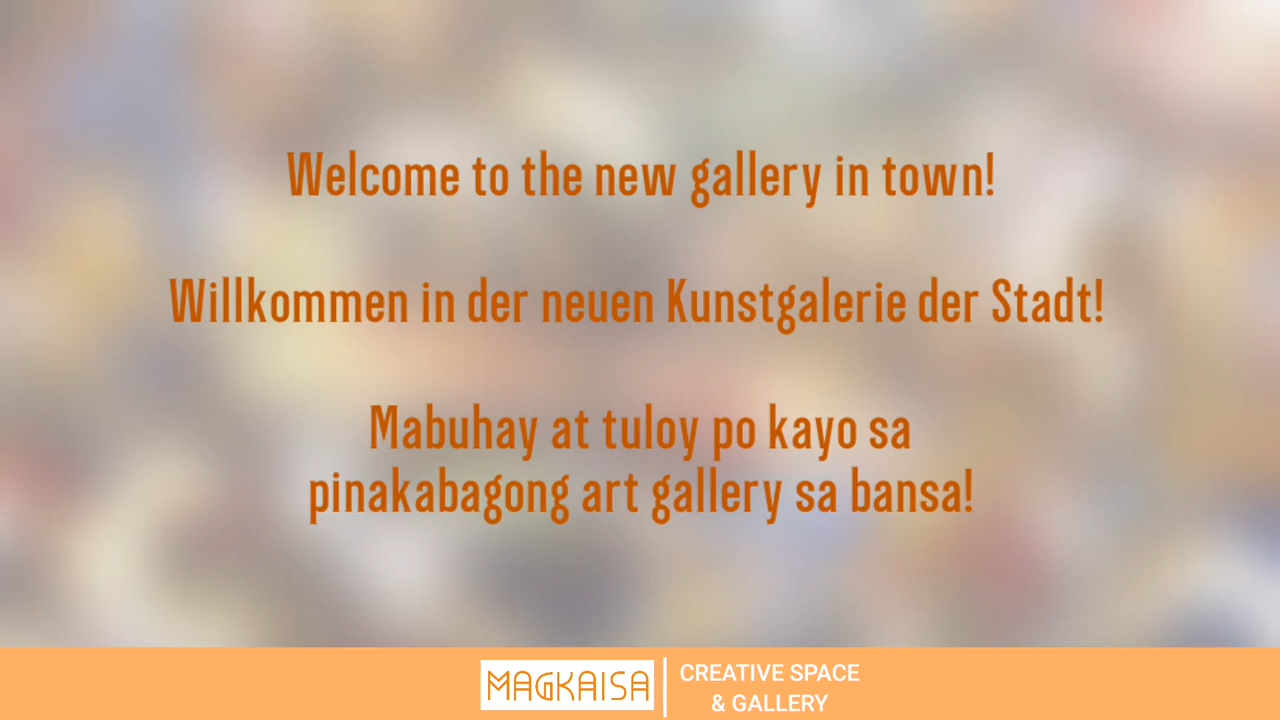 Welcome to the new gallery in town!
Willkommen in der neuen Kunstgalerie der Stadt!
Mabuhay at tuloy po kayo sa
pinakabagong art gallery sa bansa!
MAGKAISA
CREATIVE SPACE
& GALLERY